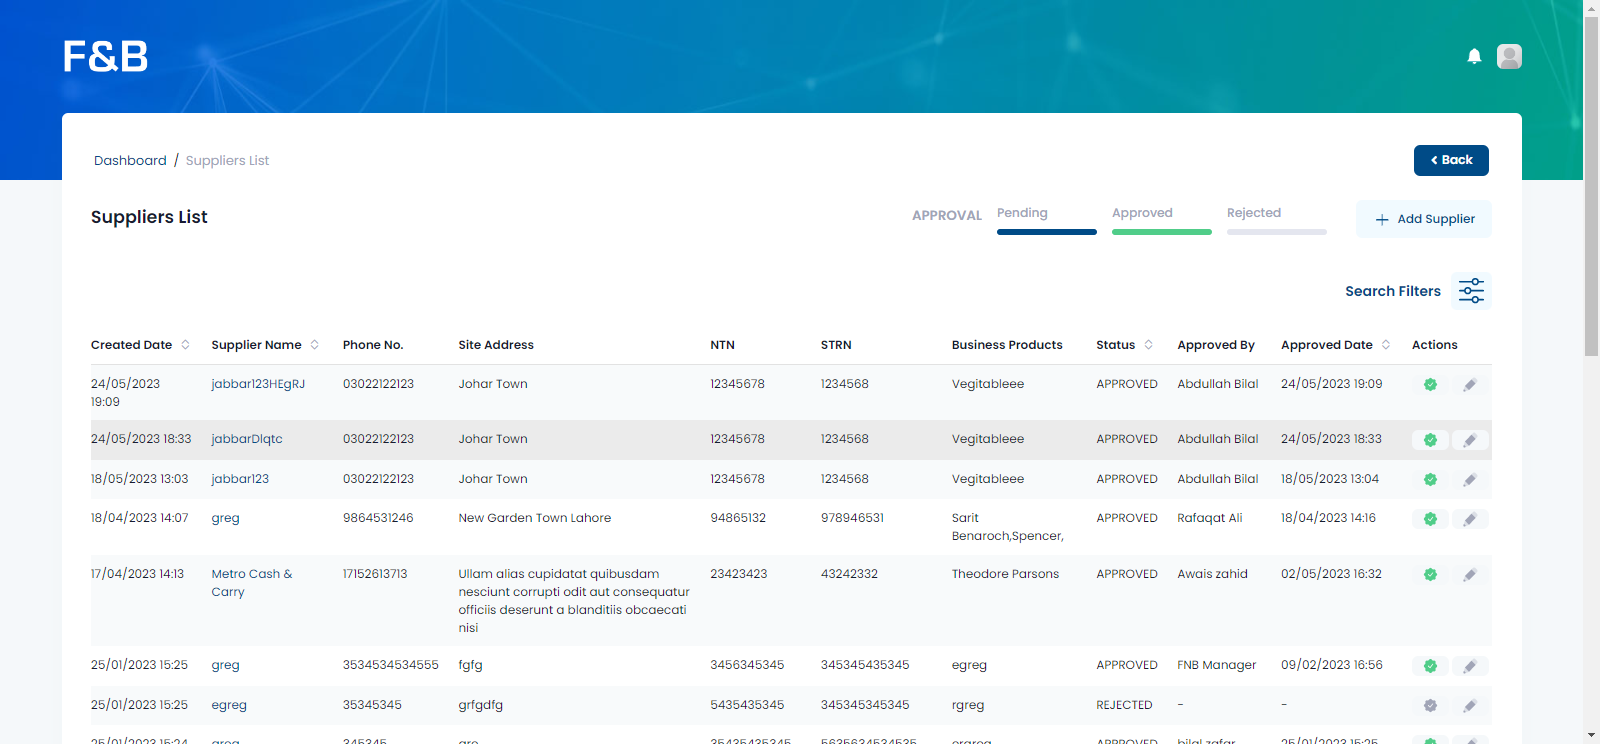 F&B
Dashboard / Suppliers List
Back
Suppliers List
APPROVAL Pending Approved Rejected
Add Supplier
Search Filters
Created Date Supplier Name Phone No. Site Address NTN STRN Business Products Status Approved By Approved Date Actions
24/05/2023 jabbar123HEgRJ 03022122123 Johar Town 12345678 1234568 Vegitableee APPROVED Abdullah Bilal 24/05/2023 19:09
19:09
24/05/2023 18:33 jabbarDlqtc 03022122123 Johar Town 12345678 1234568 Vegitableee APPROVED Abdullah Bilal 24/05/2023 18:33
18/05/2023 13:03 jabbar123 03022122123 Johar Town 12345678 1234568 Vegitableee APPROVED Abdullah Bilal 18/05/2023 13:04
18/04/2023 14:07 greg 9864531246 New Garden Town Lahore 94865132 978946531 Sarit APPROVED Rafaqat Ali 18/04/2023 14:16
Benaroch,Spencer,
17/04/2023 14:13 Metro Cash & 17152613713 Ullam alias cupidatat quibusdam 23423423 43242332 Theodore Parsons APPROVED Awais zahid 02/05/2023 16:32
Carry nesciunt corrupti odit aut consequatur
officiis deserunt a blanditiis obcaecati
nisi
25/01/2023 15:25 greg 3534534534555 fgfg 3456345345 345345435345 egreg APPROVED FNB Manager 09/02/2023 16:56
25/01/2023 15:25 egreg 35345345 grfgdfg 5435435345 345345345345 rgreg REJECTED - -
25/01/2023 15:24 greg 345345 gre 35435435345 5635634534535 ergreg APPROVED bilal zafar 25/01/2023 15:25